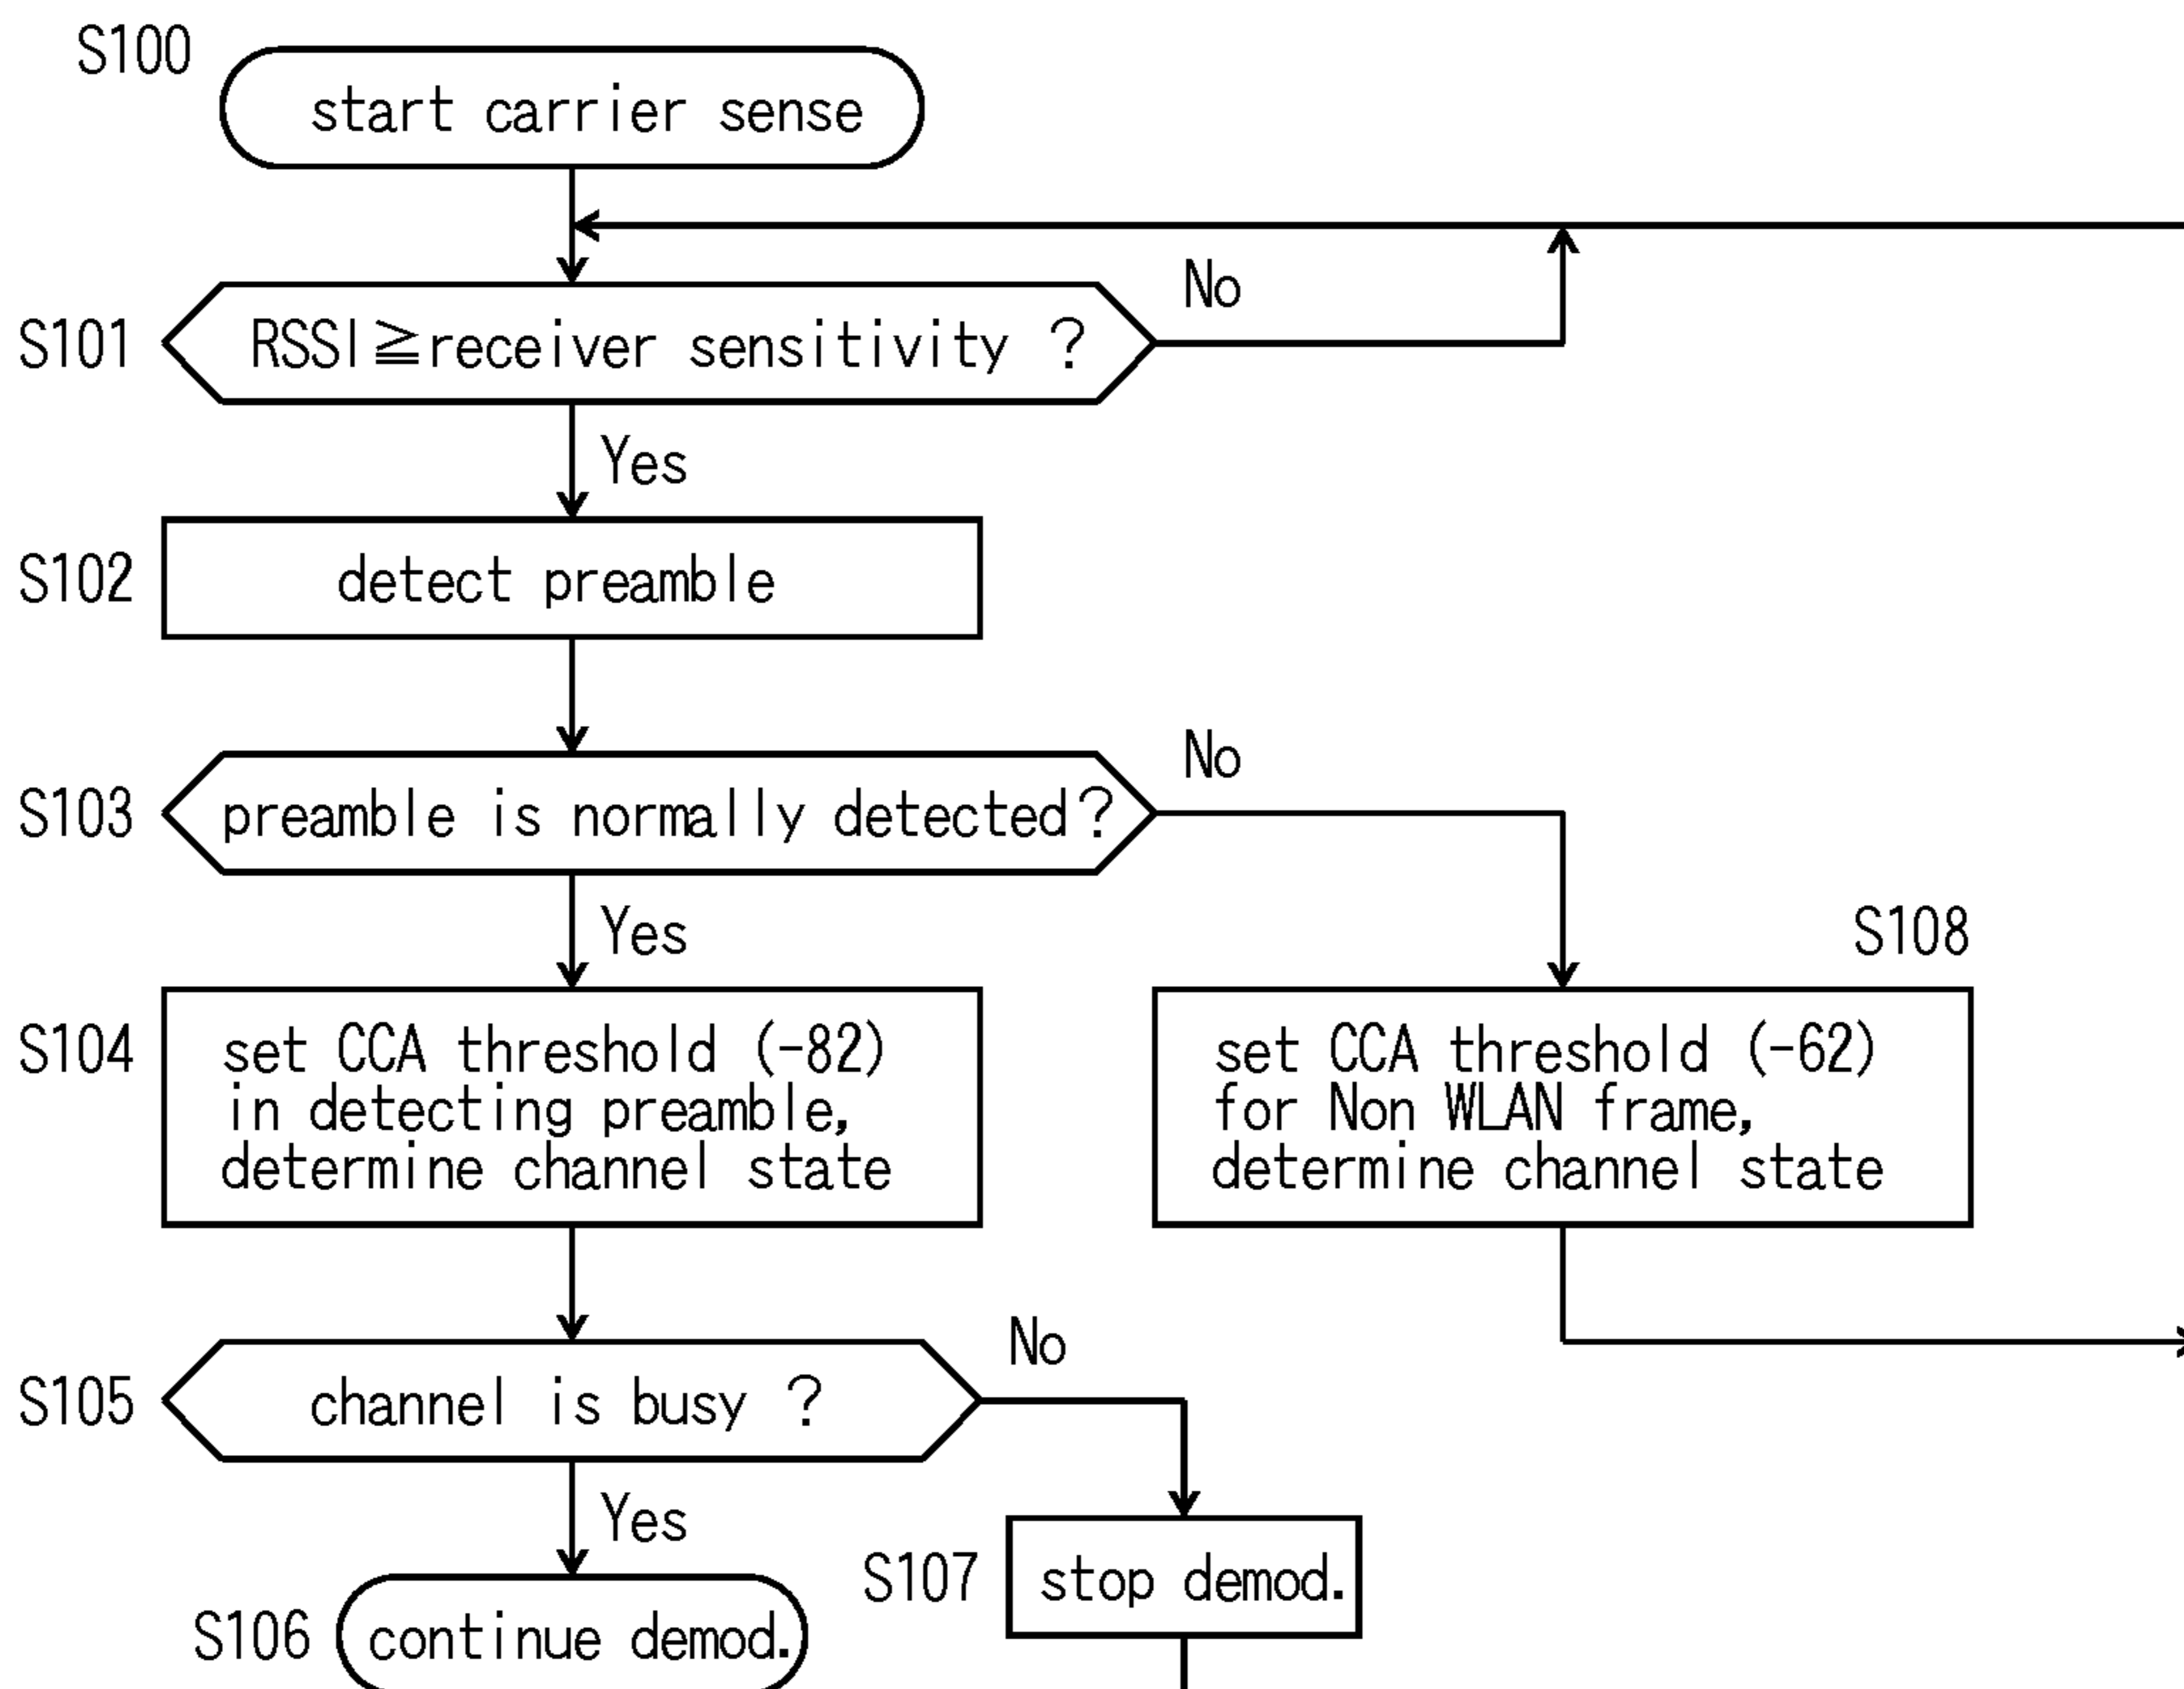 S100
start carrier sense
No
S101
RSSI≧receiver sensitivity ?
Yes
S102
detect preamble
No
S103
preamble is normally detected?
Yes
S108
S104
set CCA threshold (-82)
in detecting preamble,
determine channel state
set CCA threshold (-62)
for Non WLAN frame,
determine channel state
No
S105
channel is busy ?
Yes
S107
stop demod.
S106
continue demod.